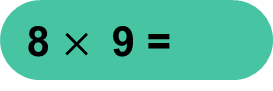 8 × 9 =